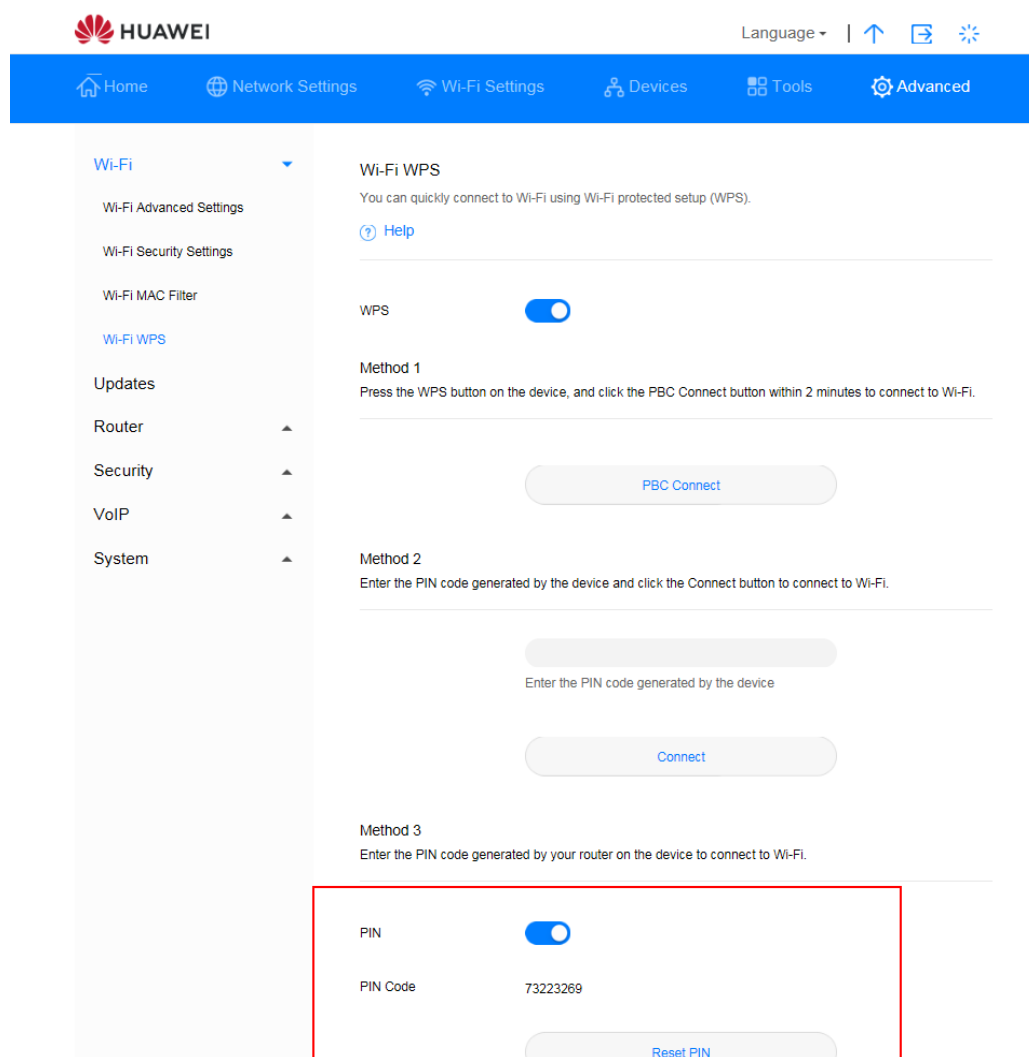 HUAWEI
Language
Home
Network Settings
Wi-Fi Settings
Devices
Tools
Advanced
Wi-Fi
Wi-Fi Advanced Settings
Wi-Fi Security Settings
Wi-Fi MAC Filter
Wi-Fi WPS
Updates
Router
Security
VoIP
System
Wi-Fi WPS
You can quickly connect to Wi-Fi using Wi-Fi protected setup (WPS).
? Help
WPS
Method 1
Press the WPS button on the device, and click the PBC Connect button within 2 minutes to connect to Wi-Fi.
PBC Connect
Method 2
Enter the PIN code generated by the device and click the Connect button to connect to Wi-Fi.
Enter the PIN code generated by the device
Connect
Method 3
Enter the PIN code generated by your router on the device to connect to Wi-Fi.
PIN
PIN Code
73223269
Reset PIN